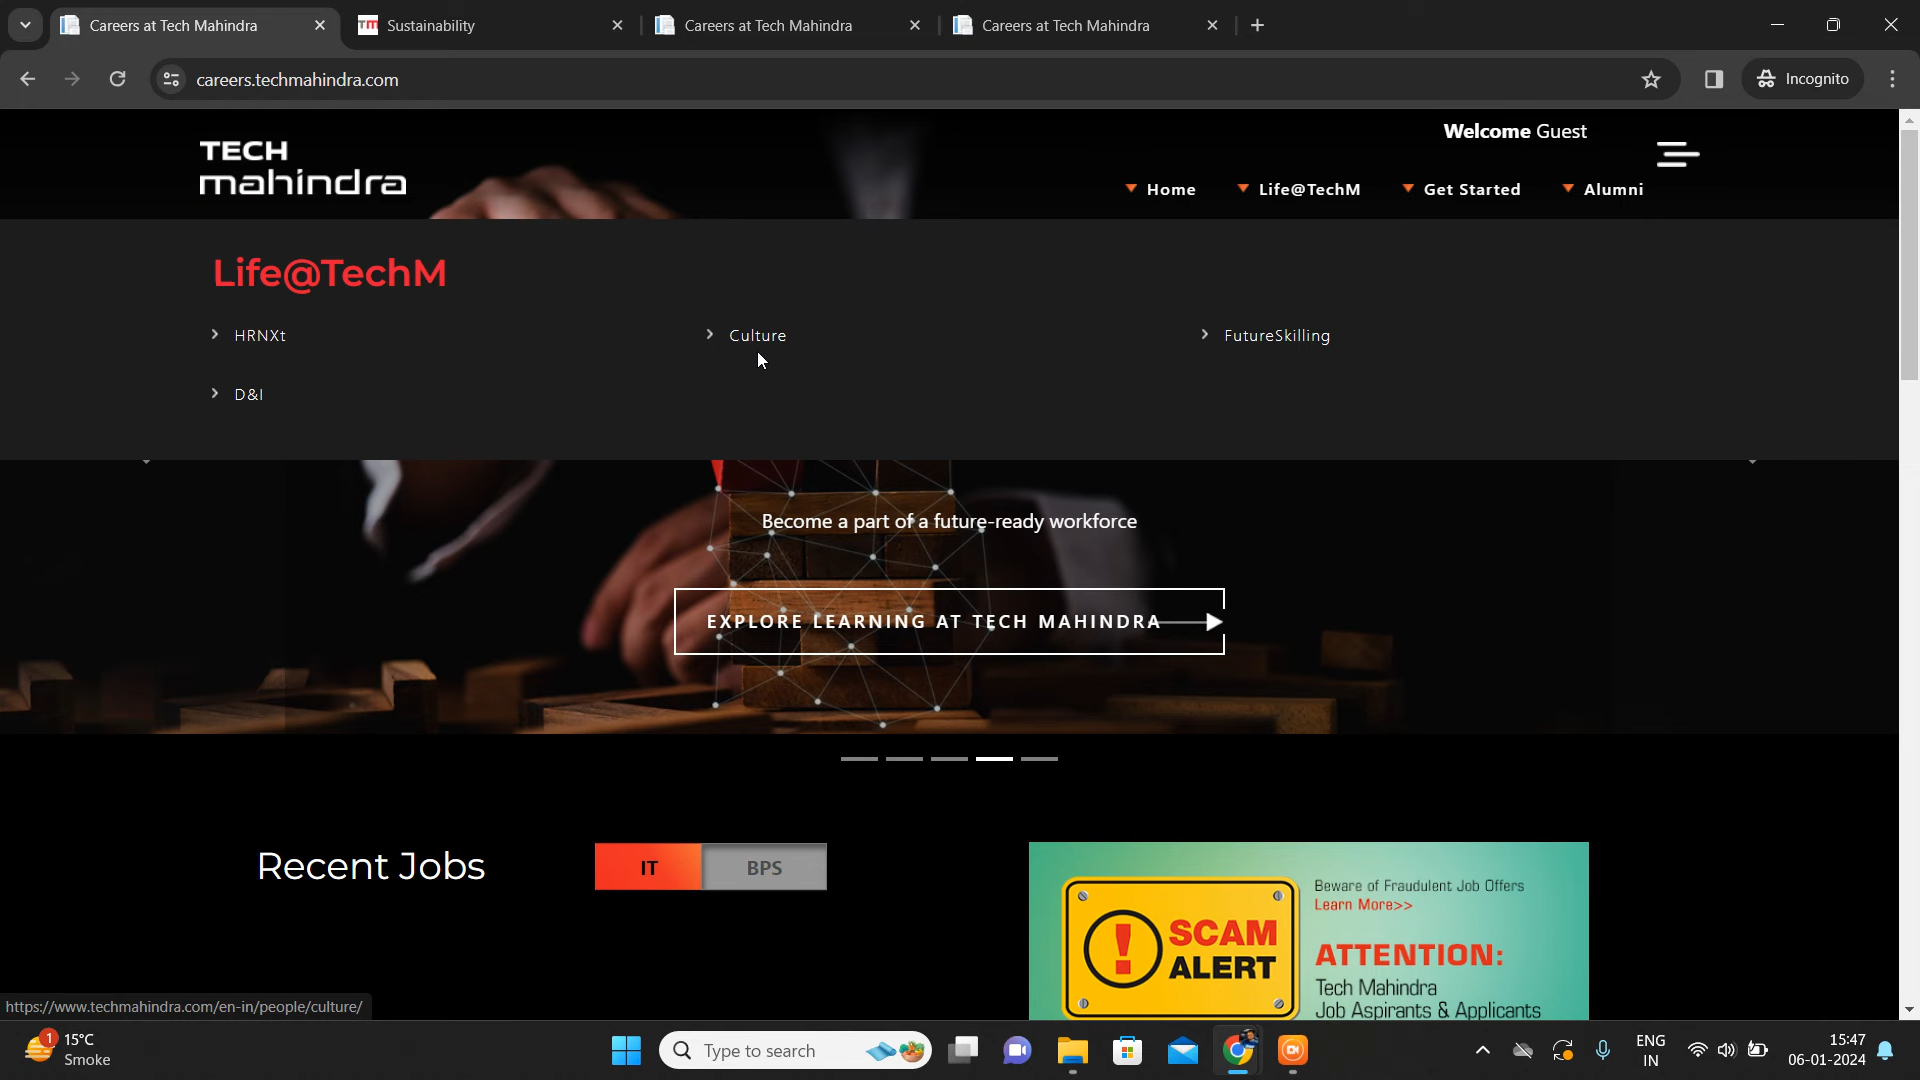 Careers at Tech Mahindra
Sustainability
Careers at Tech Mahindra
Careers at Tech Mahindra
careers.techmahindra.com
Incognito
Welcome Guest
TECH
mahindra
Home
Life@TechM
Get Started
Alumni
Life@TechM
HRNXt
Culture
FutureSkilling
D&I
Become a part of a future-ready workforce
EXPLORE LEARNING AT TECH MAHINDRA
Recent Jobs
IT
BPS
SCAM
ALERT
Beware of Fraudulent Job Offers
Learn More>>
ATTENTION:
Tech Mahindra
Job Aspirants & Applicants
https://www.techmahindra.com/en-in/people/culture/
1
15°C
Smoke
Type to search
ENG
IN
15:47
06-01-2024